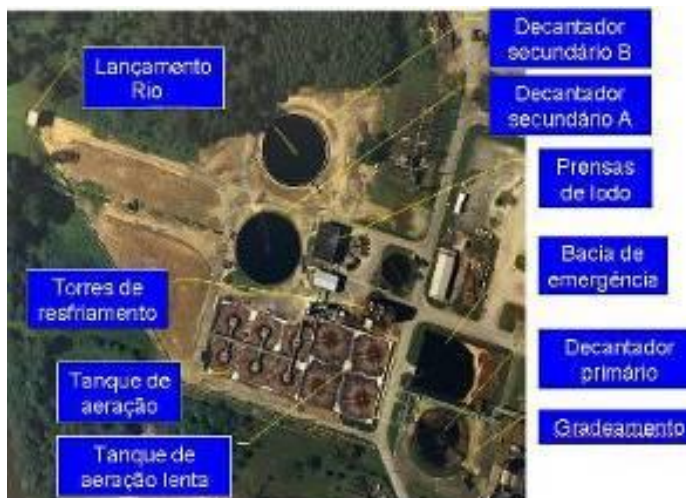 Decantador
secundário B
Lançamento
Rio
Decantador
secundário A
Prensas
de lodo
Bacia de
emergência
Torres de
resfriamento
Decantador
primário
Tanque de
aeração
Gradeamento
Tanque de
aeração lenta